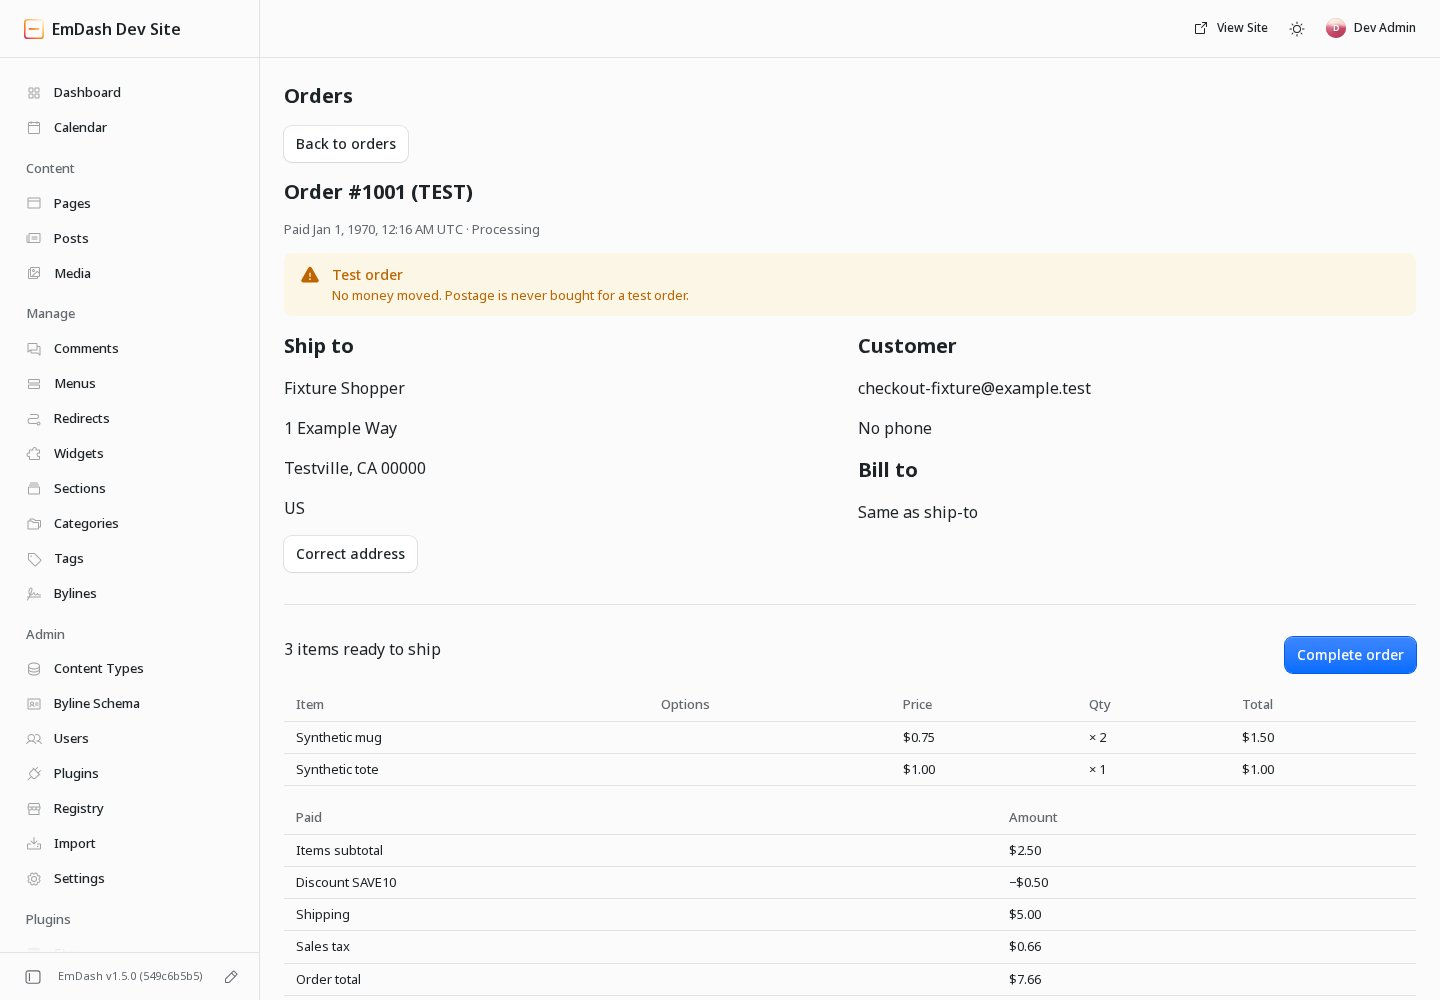 EmDash Dev Site
View Site
D
Dev Admin
Dashboard
Calendar
Content
Pages
Posts
Media
Manage
Comments
Menus
Redirects
Widgets
Sections
Categories
Tags
Bylines
Admin
Content Types
Byline Schema
Users
Plugins
Registry
Import
Settings
Plugins
EmDash v1.5.0 (549c6b5b5)
Orders
Back to orders
Order #1001 (TEST)
Paid Jan 1, 1970, 12:16 AM UTC · Processing
Test order
No money moved. Postage is never bought for a test order.
Ship to
Fixture Shopper
1 Example Way
Testville, CA 00000
US
Correct address
Customer
checkout-fixture@example.test
No phone
Bill to
Same as ship-to
3 items ready to ship
Complete order
Item Options Price Qty Total
Synthetic mug $0.75 × 2 $1.50
Synthetic tote $1.00 × 1 $1.00
Paid Amount
Items subtotal $2.50
Discount SAVE10 −$0.50
Shipping $5.00
Sales tax $0.66
Order total $7.66